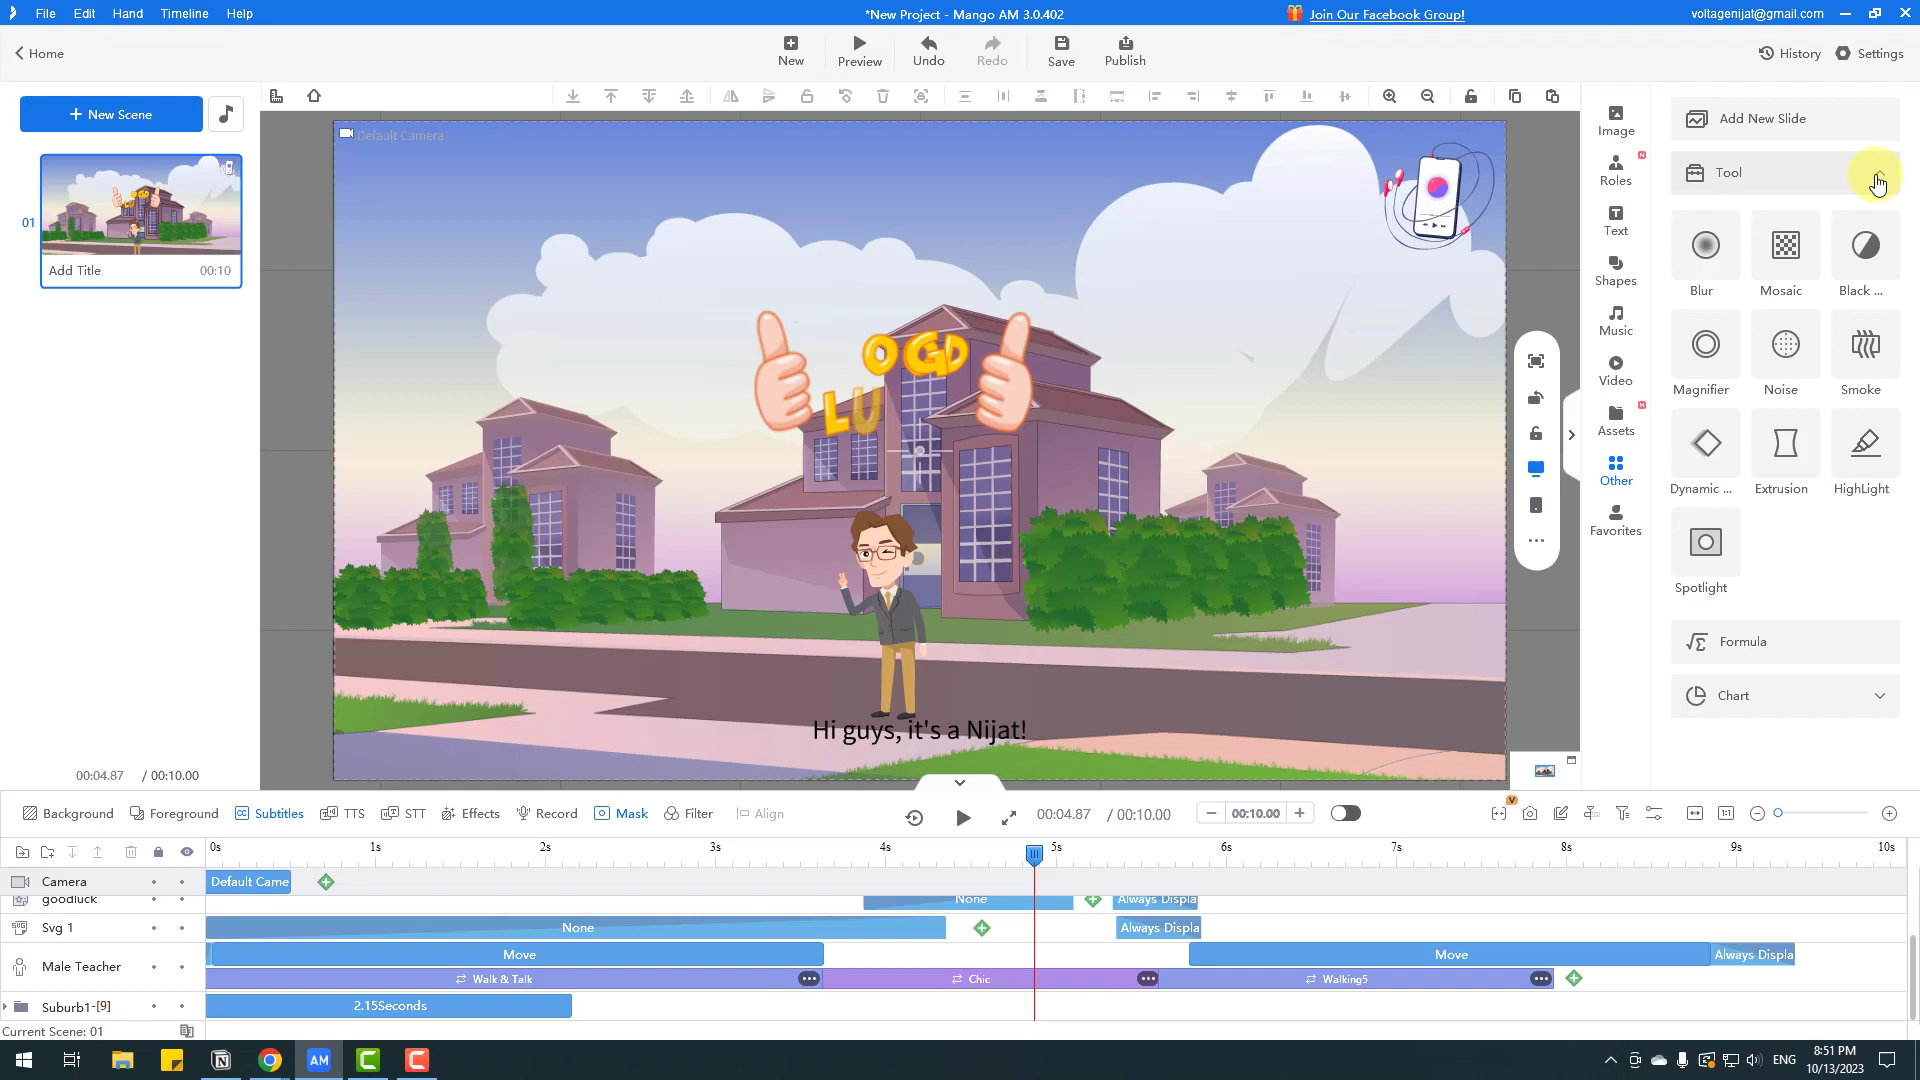 File Edit Hand Timeline Help
*New Project - Mango AM 3.0.402
Join Our Facebook Group!
voltagenijat@gmail.com
Home
New
Preview
Undo
Redo
Save
Publish
History
Settings
+ New Scene
01
Add Title 00:10
00:04.87 / 00:10.00
Default Camera
LU OGD
Hi guys, it's a Nijat!
Image
Roles
N
Text
Shapes
Music
Video
Assets
N
Other
Favorites
Add New Slide
Tool
Blur Mosaic Black ...
Magnifier Noise Smoke
Dynamic ... Extrusion HighLight
Spotlight
Formula
Chart
Background Foreground CC Subtitles TTS STT Effects Record Mask Filter Align
00:04.87 / 00:10.00
00:10.00
V
1:1
0s 1s 2s 3s 4s 5s 6s 7s 8s 9s 10s
Camera Default Came
goodluck None Always Displa
SVG Svg 1 None Always Displa
Male Teacher Move Move Always Displa
Walk & Talk Chic Walking5
Suburb1-[9] 2.15Seconds
Current Scene: 01
AM
ENG
8:51 PM
10/13/2023